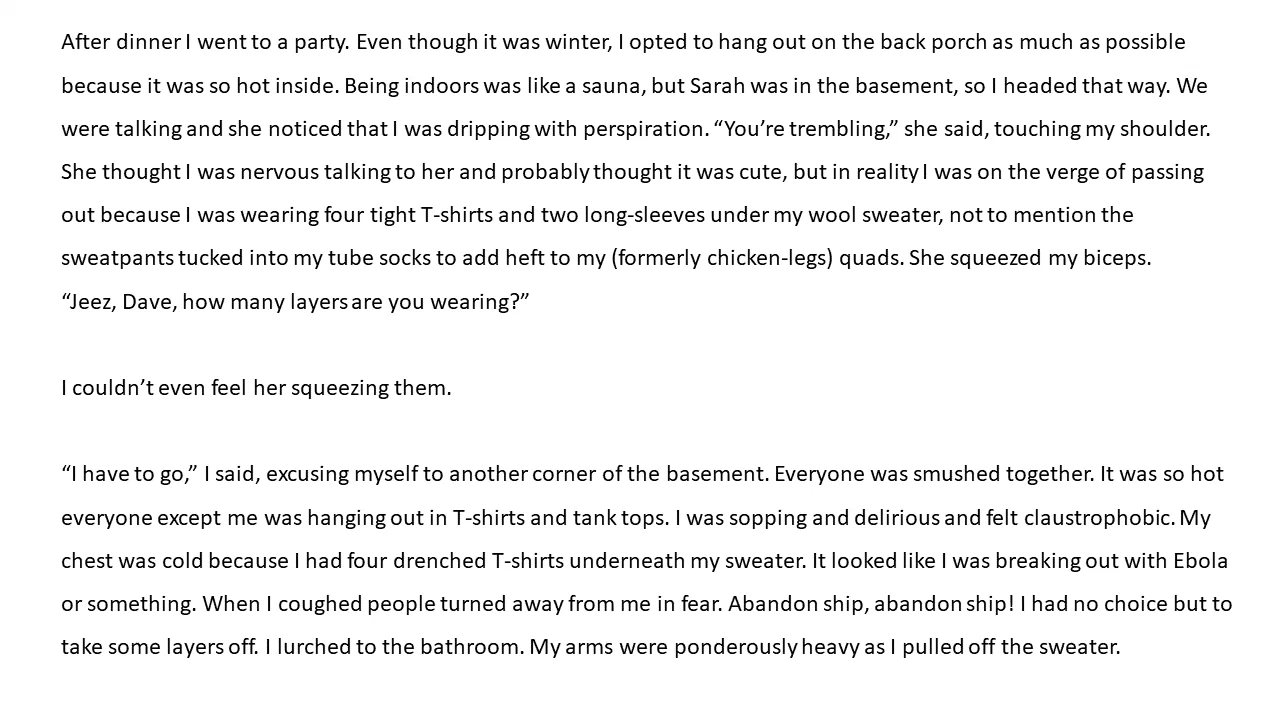 After dinner I went to a party. Even though it was winter, I opted to hang out on the back porch as much as possible
because it was so hot inside. Being indoors was like a sauna, but Sarah was in the basement, so I headed that way. We
were talking and she noticed that I was dripping with perspiration. “You’re trembling,” she said, touching my shoulder.
She thought I was nervous talking to her and probably thought it was cute, but in reality I was on the verge of passing
out because I was wearing four tight T-shirts and two long-sleeves under my wool sweater, not to mention the
sweatpants tucked into my tube socks to add heft to my (formerly chicken-legs) quads. She squeezed my biceps.
“Jeez, Dave, how many layers are you wearing?”
I couldn’t even feel her squeezing them.
“I have to go,” I said, excusing myself to another corner of the basement. Everyone was smushed together. It was so hot
everyone except me was hanging out in T-shirts and tank tops. I was sopping and delirious and felt claustrophobic. My
chest was cold because I had four drenched T-shirts underneath my sweater. It looked like I was breaking out with Ebola
or something. When I coughed people turned away from me in fear. Abandon ship, abandon ship! I had no choice but to
take some layers off. I lurched to the bathroom. My arms were ponderously heavy as I pulled off the sweater.